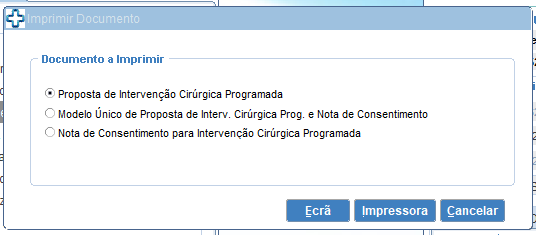 Imprimir Documento
Documento a Imprimir
Proposta de Intervenção Cirúrgica Programada
Modelo Único de Proposta de Interv. Cirúrgica Prog. e Nota de Consentimento
Nota de Consentimento para Intervenção Cirúrgica Programada
Ecrã Impressora Cancelar